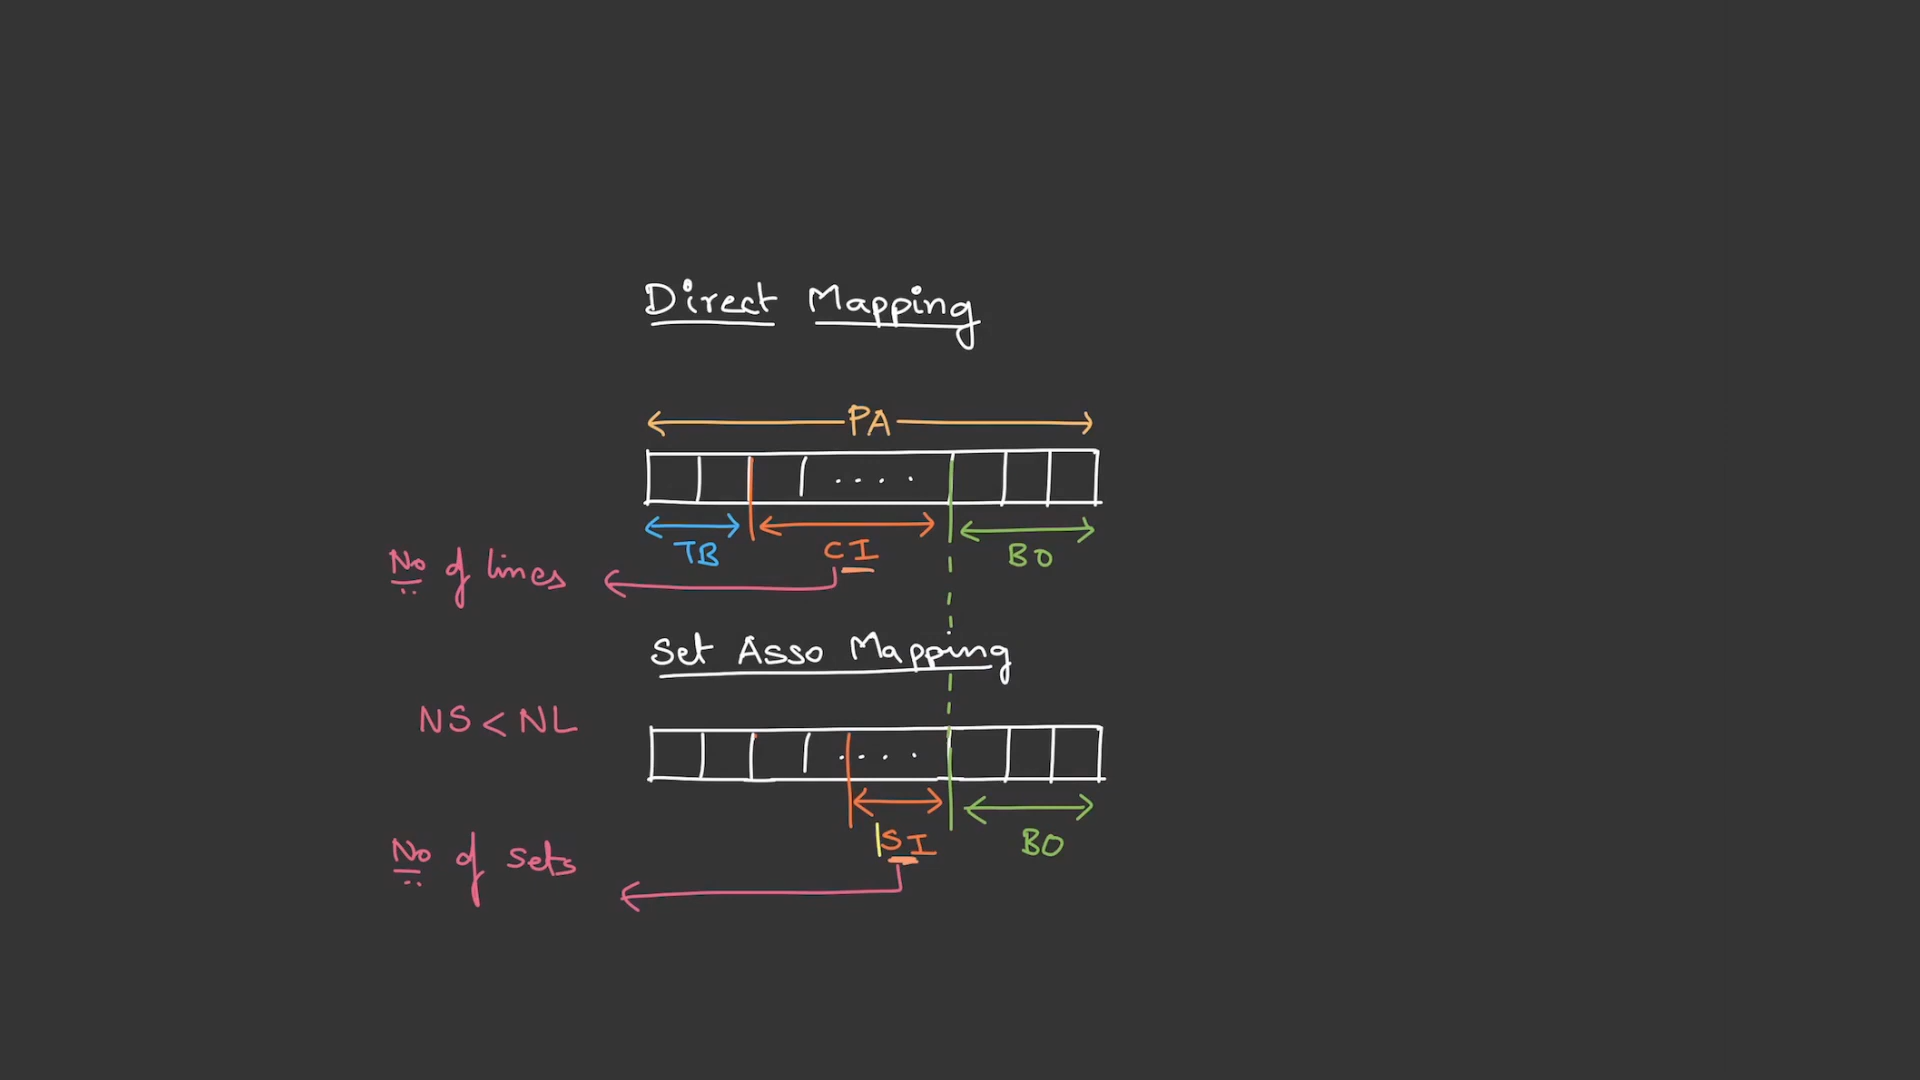 Direct Mapping
PA
TB CI BO
No of lines
Set Asso Mapping
NS < NL
SI BO
No of sets